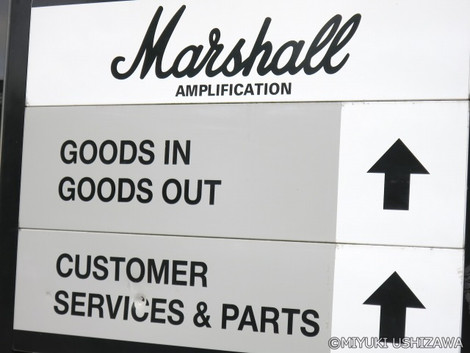 Marshall
AMPLIFICATION
GOODS IN
GOODS OUT
CUSTOMER
SERVICES & PARTS
©MIYUKI USHIZAWA